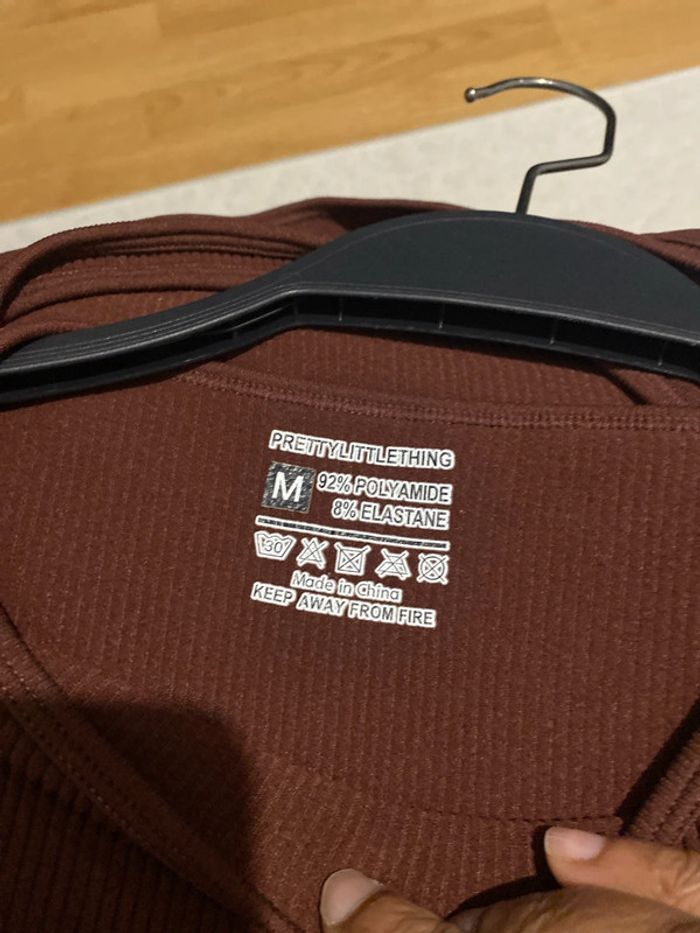 PRETTYLITTLETHING
M 92% POLYAMIDE
8% ELASTANE
30
Made in China
KEEP AWAY FROM FIRE